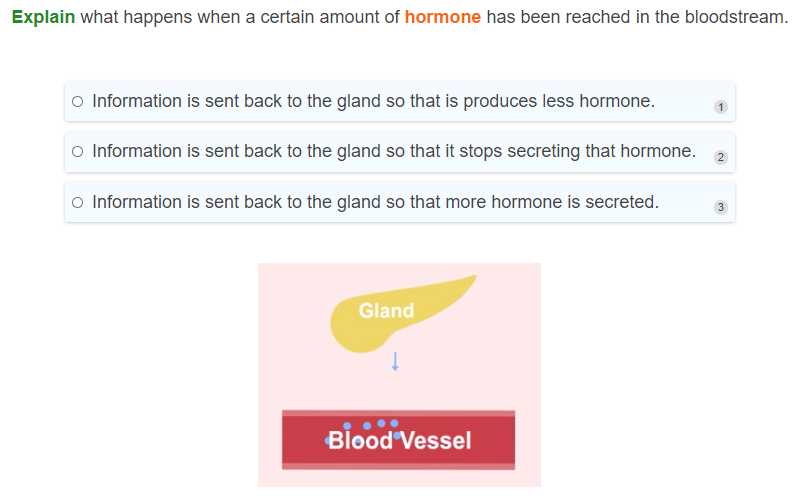 Explain what happens when a certain amount of hormone has been reached in the bloodstream.
Information is sent back to the gland so that is produces less hormone.
1
Information is sent back to the gland so that it stops secreting that hormone.
2
Information is sent back to the gland so that more hormone is secreted.
3
Gland
Blood Vessel